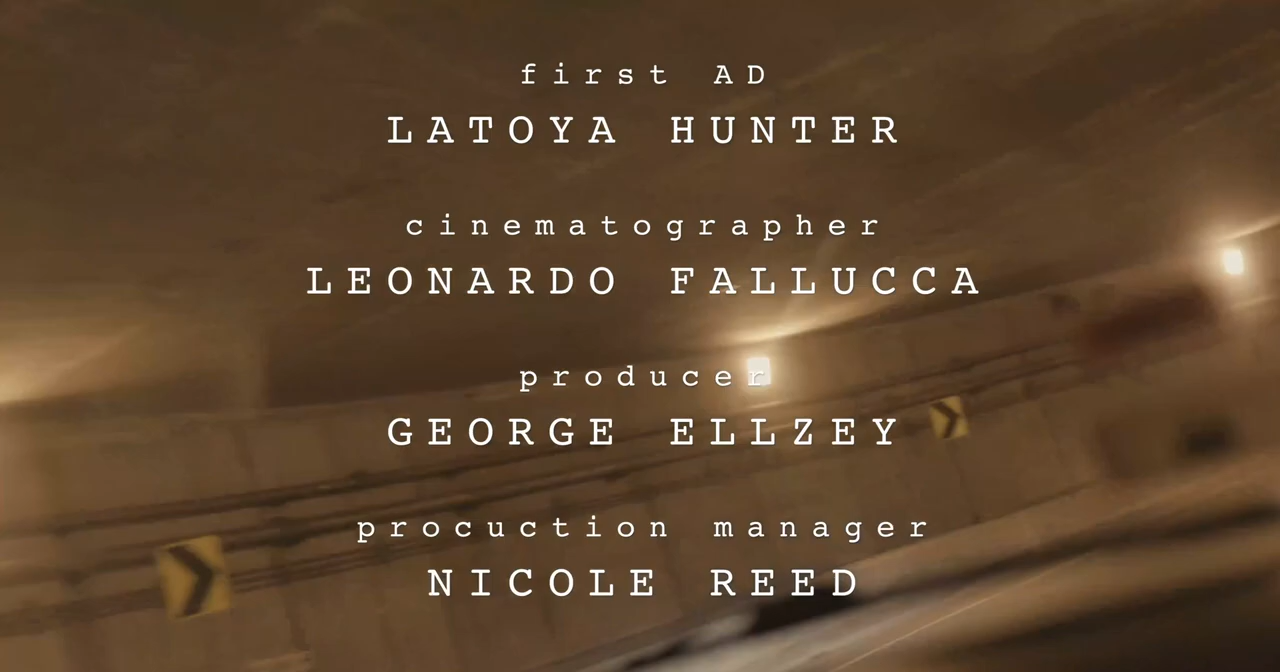 first AD
LATOYA HUNTER
cinematographer
LEONARDO FALLUCCA
producer
GEORGE ELLZEY
procuction manager
NICOLE REED